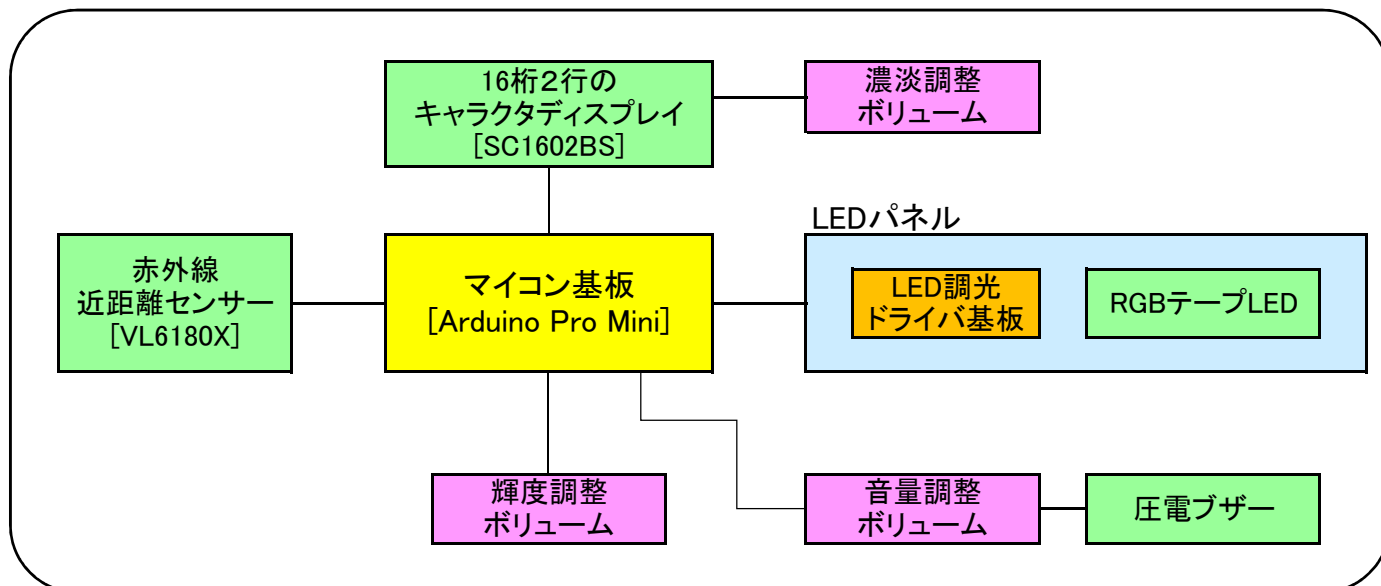 16桁２行の
キャラクタディスプレイ
[SC1602BS]
濃淡調整
ボリューム
LEDパネル
赤外線
近距離センサー
[VL6180X]
マイコン基板
[Arduino Pro Mini]
LED調光
ドライバ基板
RGBテープLED
輝度調整
ボリューム
音量調整
ボリューム
圧電ブザー